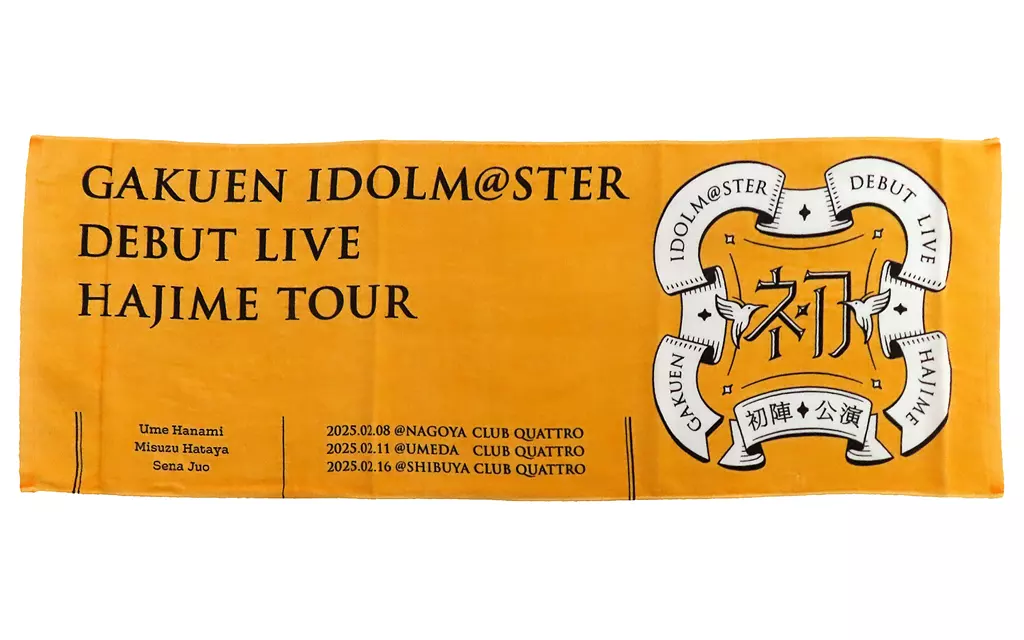 GAKUEN IDOLM@STER
DEBUT LIVE
HAJIME TOUR
Ume Hanami
Misuzu Hataya
Sena Juo
2025.02.08 @NAGOYA CLUB QUATTRO
2025.02.11 @UMEDA CLUB QUATTRO
2025.02.16 @SHIBUYA CLUB QUATTRO
GAKUEN
IDOLM@STER
DEBUT LIVE
HAJIME
初
初陣 公演